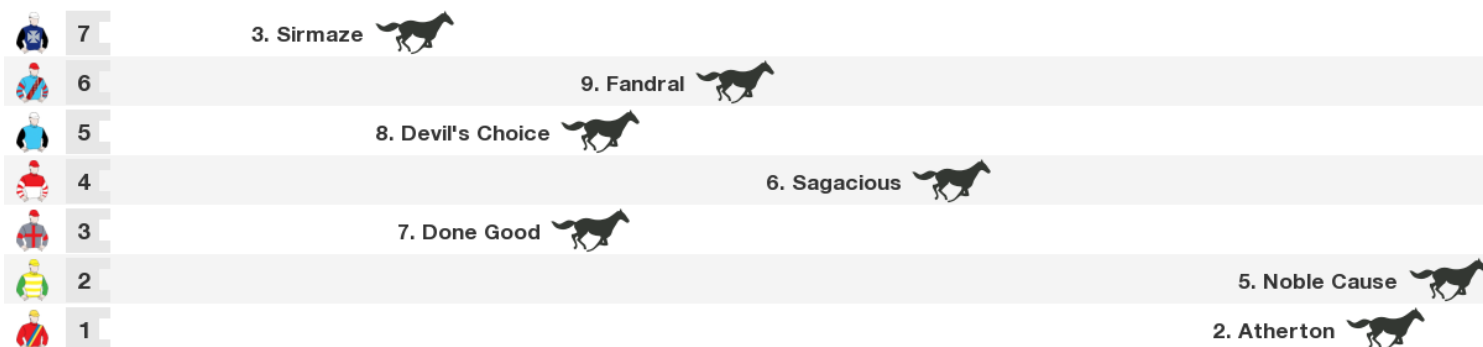 7 3. Sirmaze
6 9. Fandral
5 8. Devil's Choice
4 6. Sagacious
3 7. Done Good
2 5. Noble Cause
1 2. Atherton